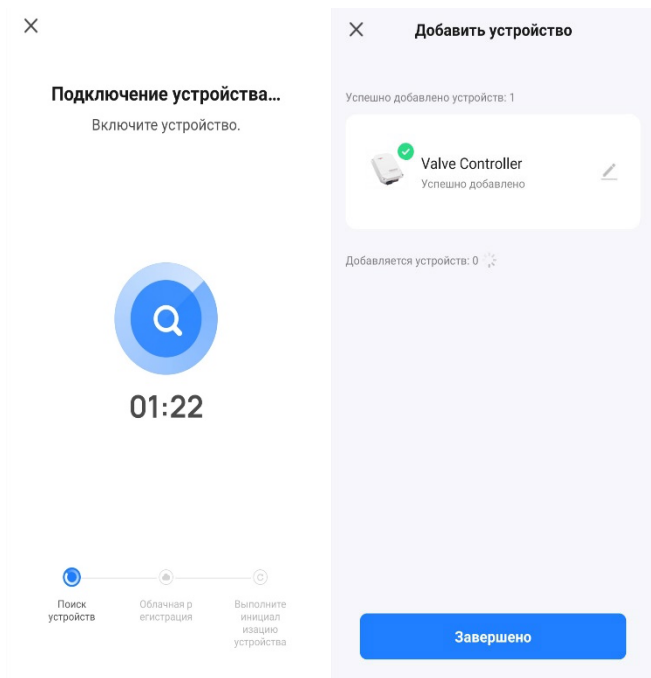 Подключение устройства...
Включите устройство.
01:22
Поиск
устройств
Облачная р
егистрация
Выполните
инициал
изацию
устройства
Добавить устройство
Успешно добавлено устройств: 1
Valve Controller
Успешно добавлено
Добавляется устройств: 0
Завершено